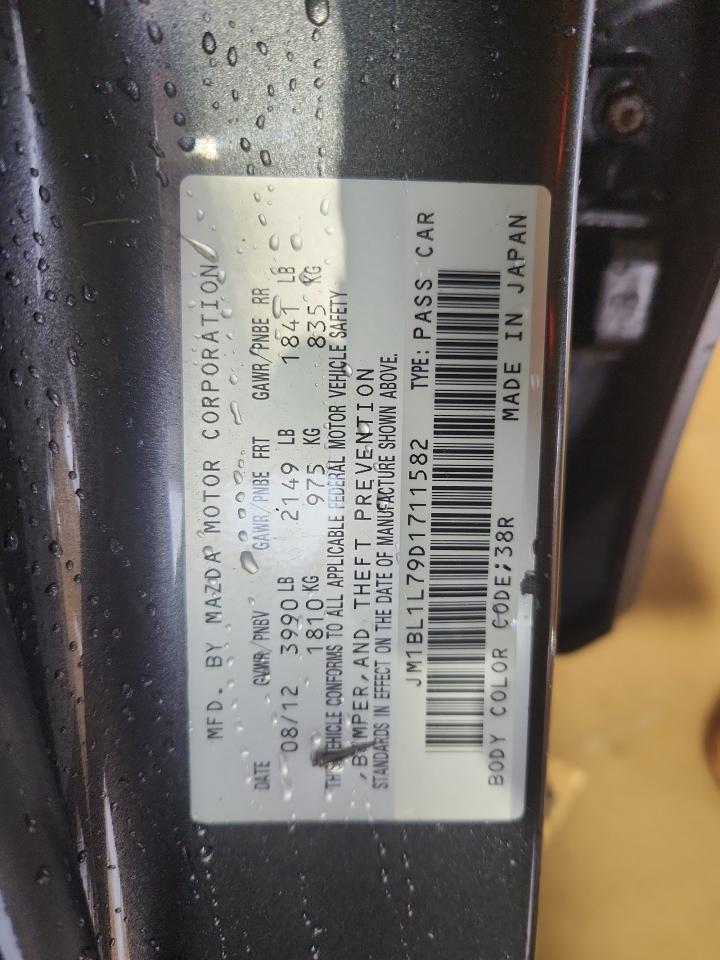 MFD. BY MAZDA MOTOR CORPORATION
DATE GVWR/PNBV GAWR/PNBE FRT GAWR/PNBE RR
08/12 3990 LB 2149 LB 1841 LB
1810 KG 975 KG 835 KG
THIS VEHICLE CONFORMS TO ALL APPLICABLE FEDERAL MOTOR VEHICLE SAFETY
,BUMPER,AND THEFT PREVENTION
STANDARDS IN EFFECT ON THE DATE OF MANUFACTURE SHOWN ABOVE.
JM1BL1L79D1711582 TYPE: PASS CAR
BODY COLOR CODE;38R MADE IN JAPAN